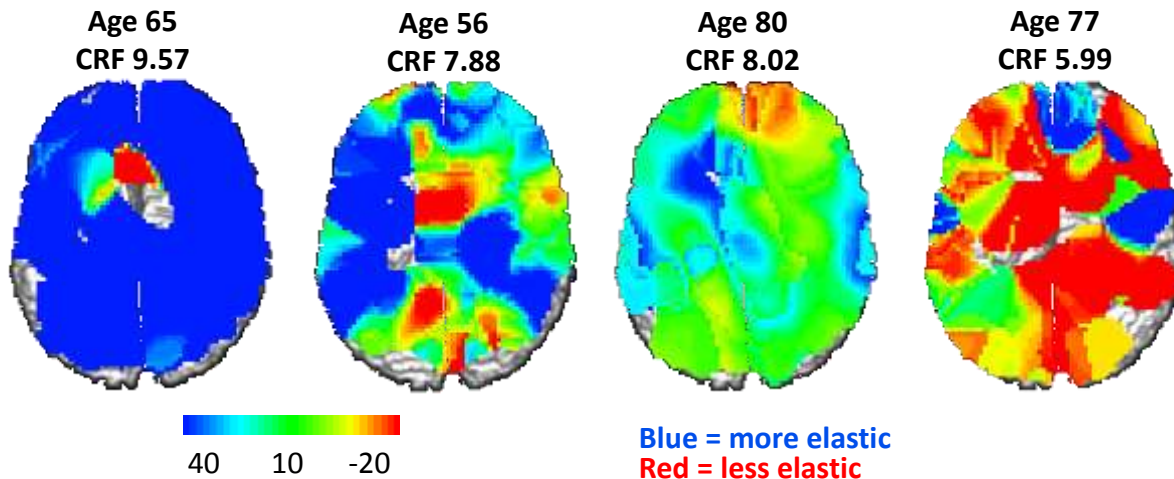 Age 65
CRF 9.57
Age 56
CRF 7.88
Age 80
CRF 8.02
Age 77
CRF 5.99
40 10 -20
Blue = more elastic
Red = less elastic